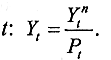 t: Y_t = \frac{Y_t^n}{P_t}.